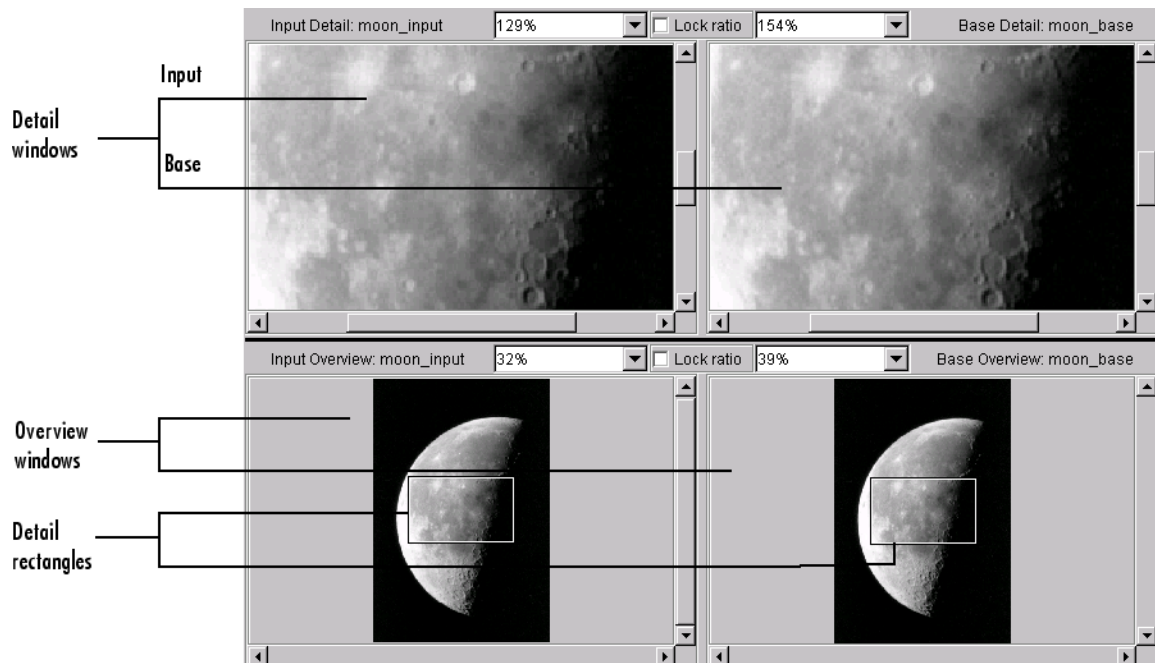 Input Detail: moon_input 129% Lock ratio 154% Base Detail: moon_base
Input
Detail
windows
Base
Input Overview: moon_input 32% Lock ratio 39% Base Overview: moon_base
Overview
windows
Detail
rectangles